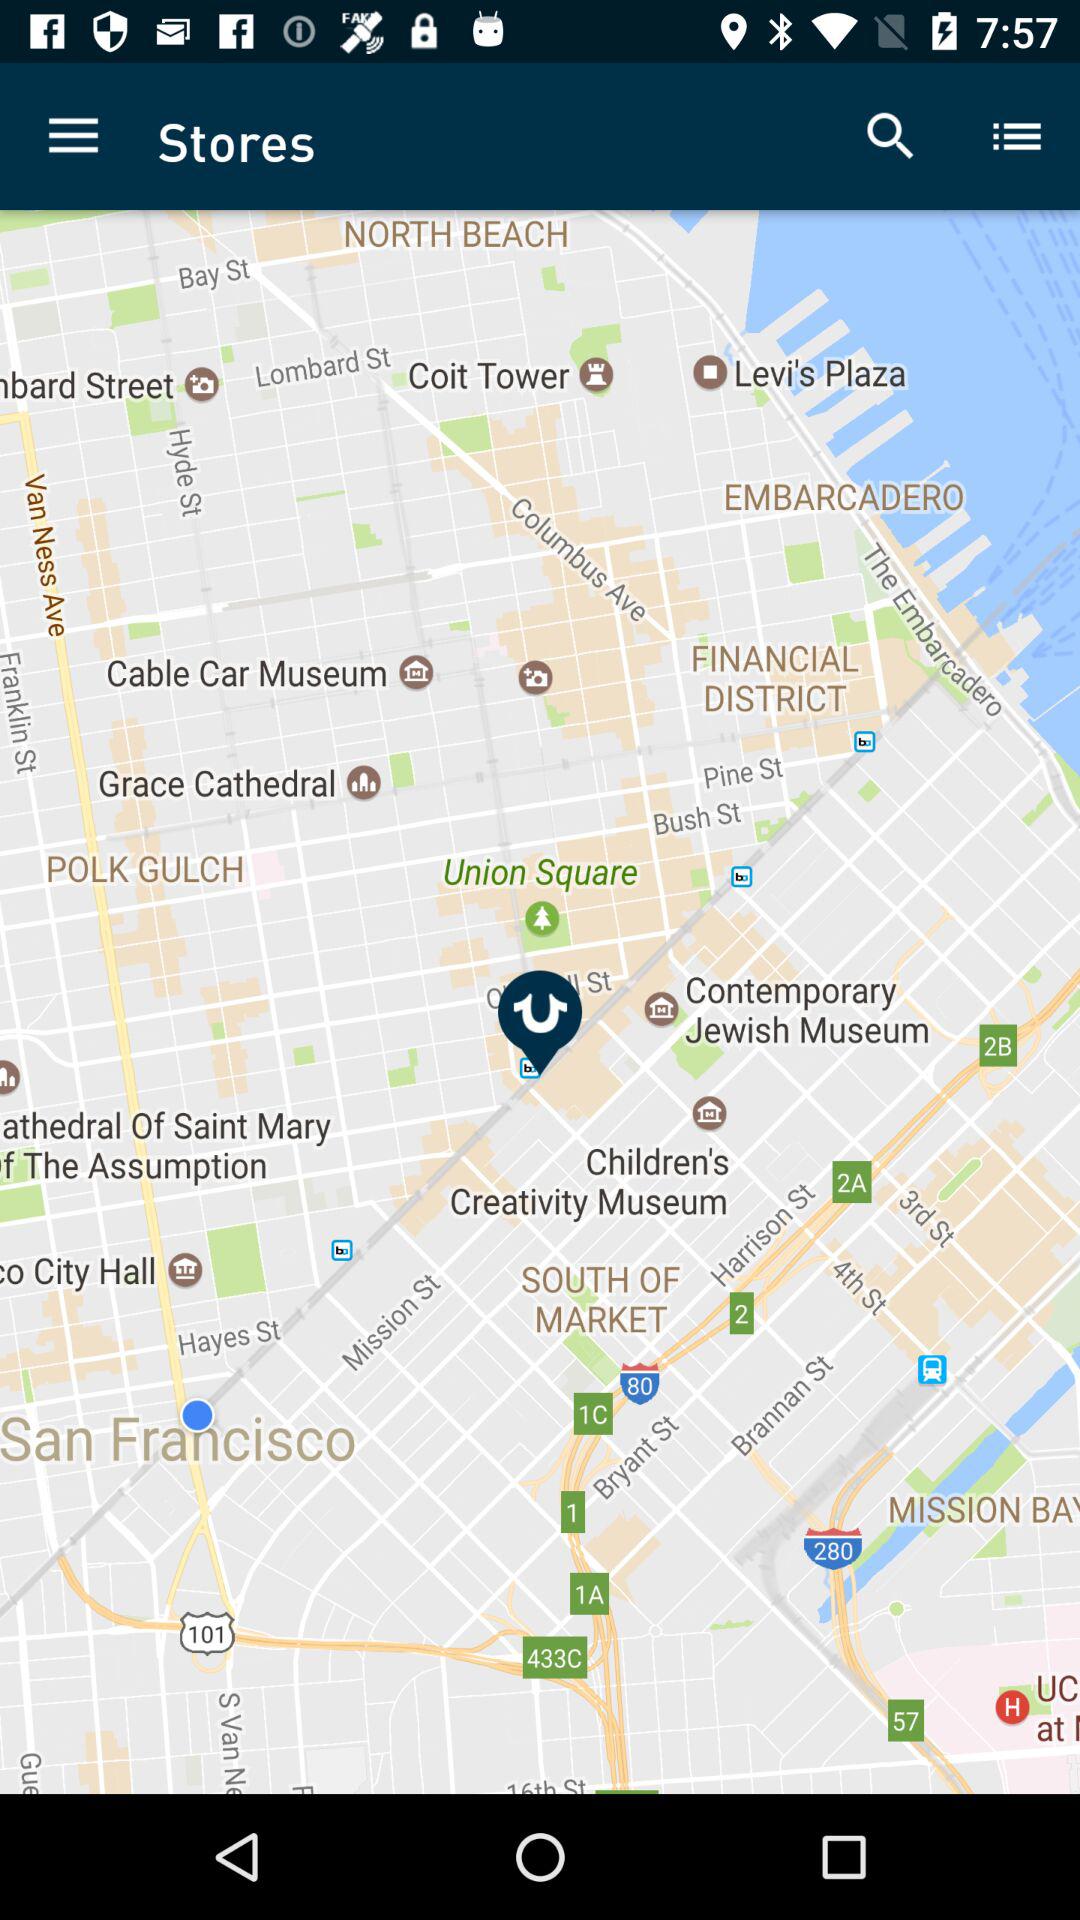 FAKE
7:57
Stores
NORTH BEACH
Bay St
Lombard St
Coit Tower
Levi's Plaza
mbard Street
Hyde St
Van Ness Ave
EMBARCADERO
Columbus Ave
The Embarcadero
Franklin St
Cable Car Museum
FINANCIAL
DISTRICT
Grace Cathedral
Pine St
Bush St
POLK GULCH
Union Square
St
Contemporary
Jewish Museum
2B
athedral Of Saint Mary
Of The Assumption
Children's
Creativity Museum
2A
3rd St
Harrison St
4th St
co City Hall
SOUTH OF
MARKET
2
Hayes St
Mission St
80
1C
San Francisco
Bryant St
Brannan St
1
MISSION BAY
280
1A
101
433C
57
H
UC
at
S Van Ne
Gue
16th St